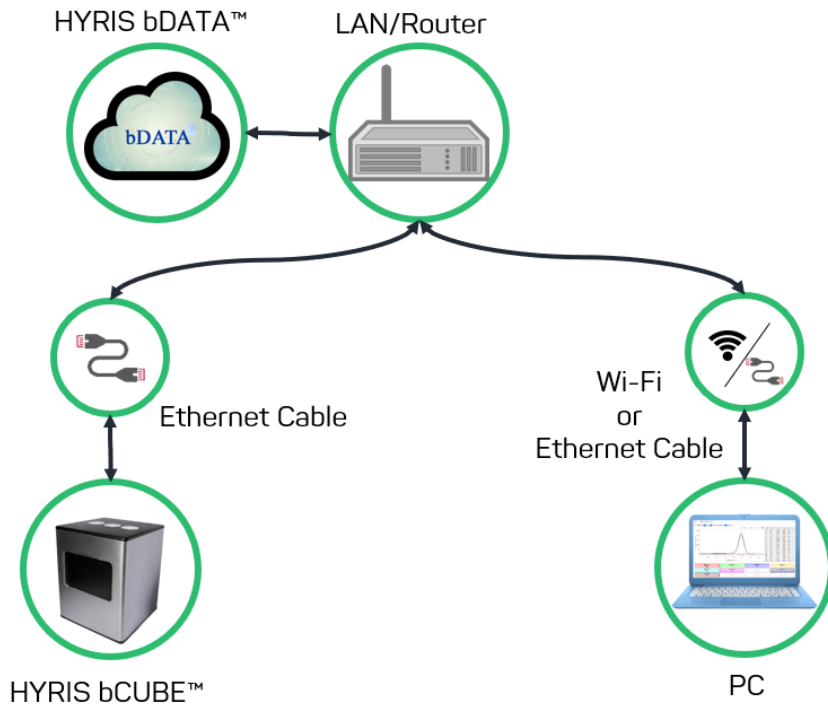 HYRIS bDATA™
LAN/Router
bDATA
Ethernet Cable
Wi-Fi
or
Ethernet Cable
HYRIS bCUBE™
PC